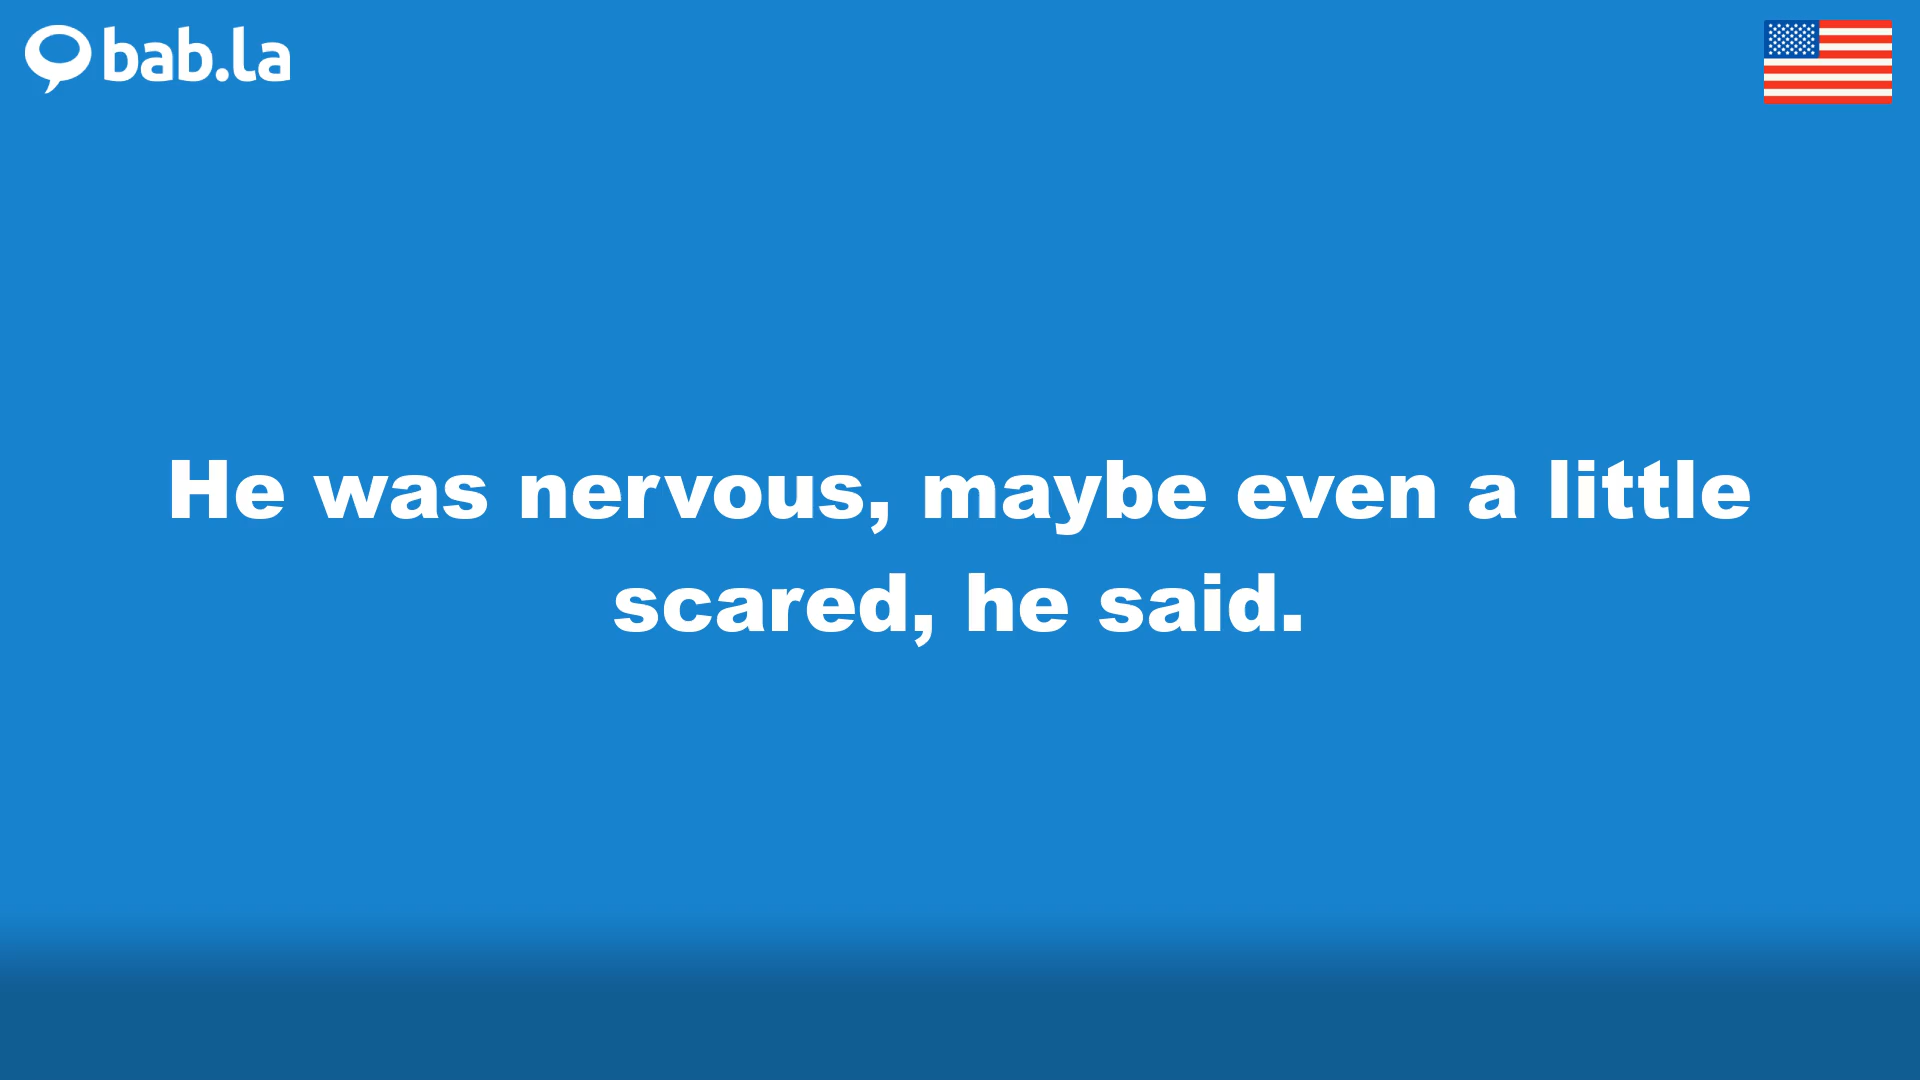 bab.la
He was nervous, maybe even a little
scared, he said.